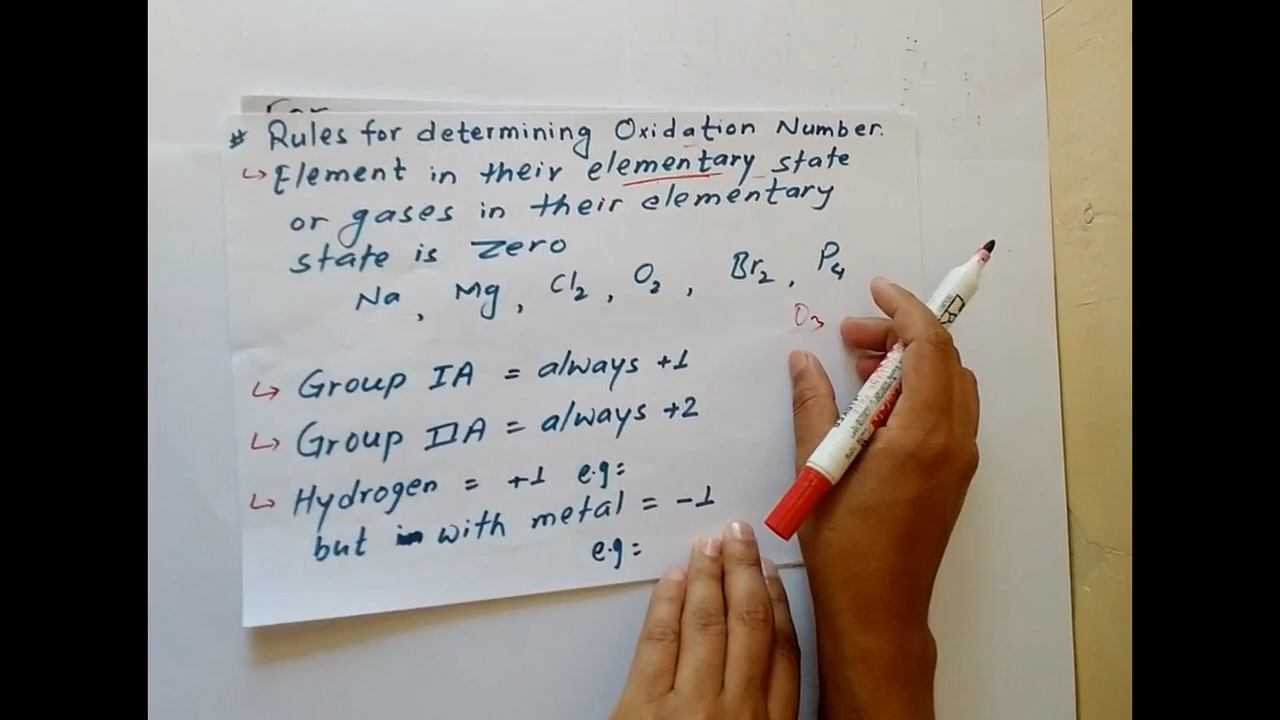 * Rules for determining Oxidation Number.
↳ Element in their elementary state
or gases in their elementary
state is zero
Na, Mg, Cl₂, O₂, Br₂, P₄
O₃
↳ Group IA = always +1
↳ Group IIA = always +2
↳ Hydrogen = +1 e.g =
but with metal = -1
e.g =